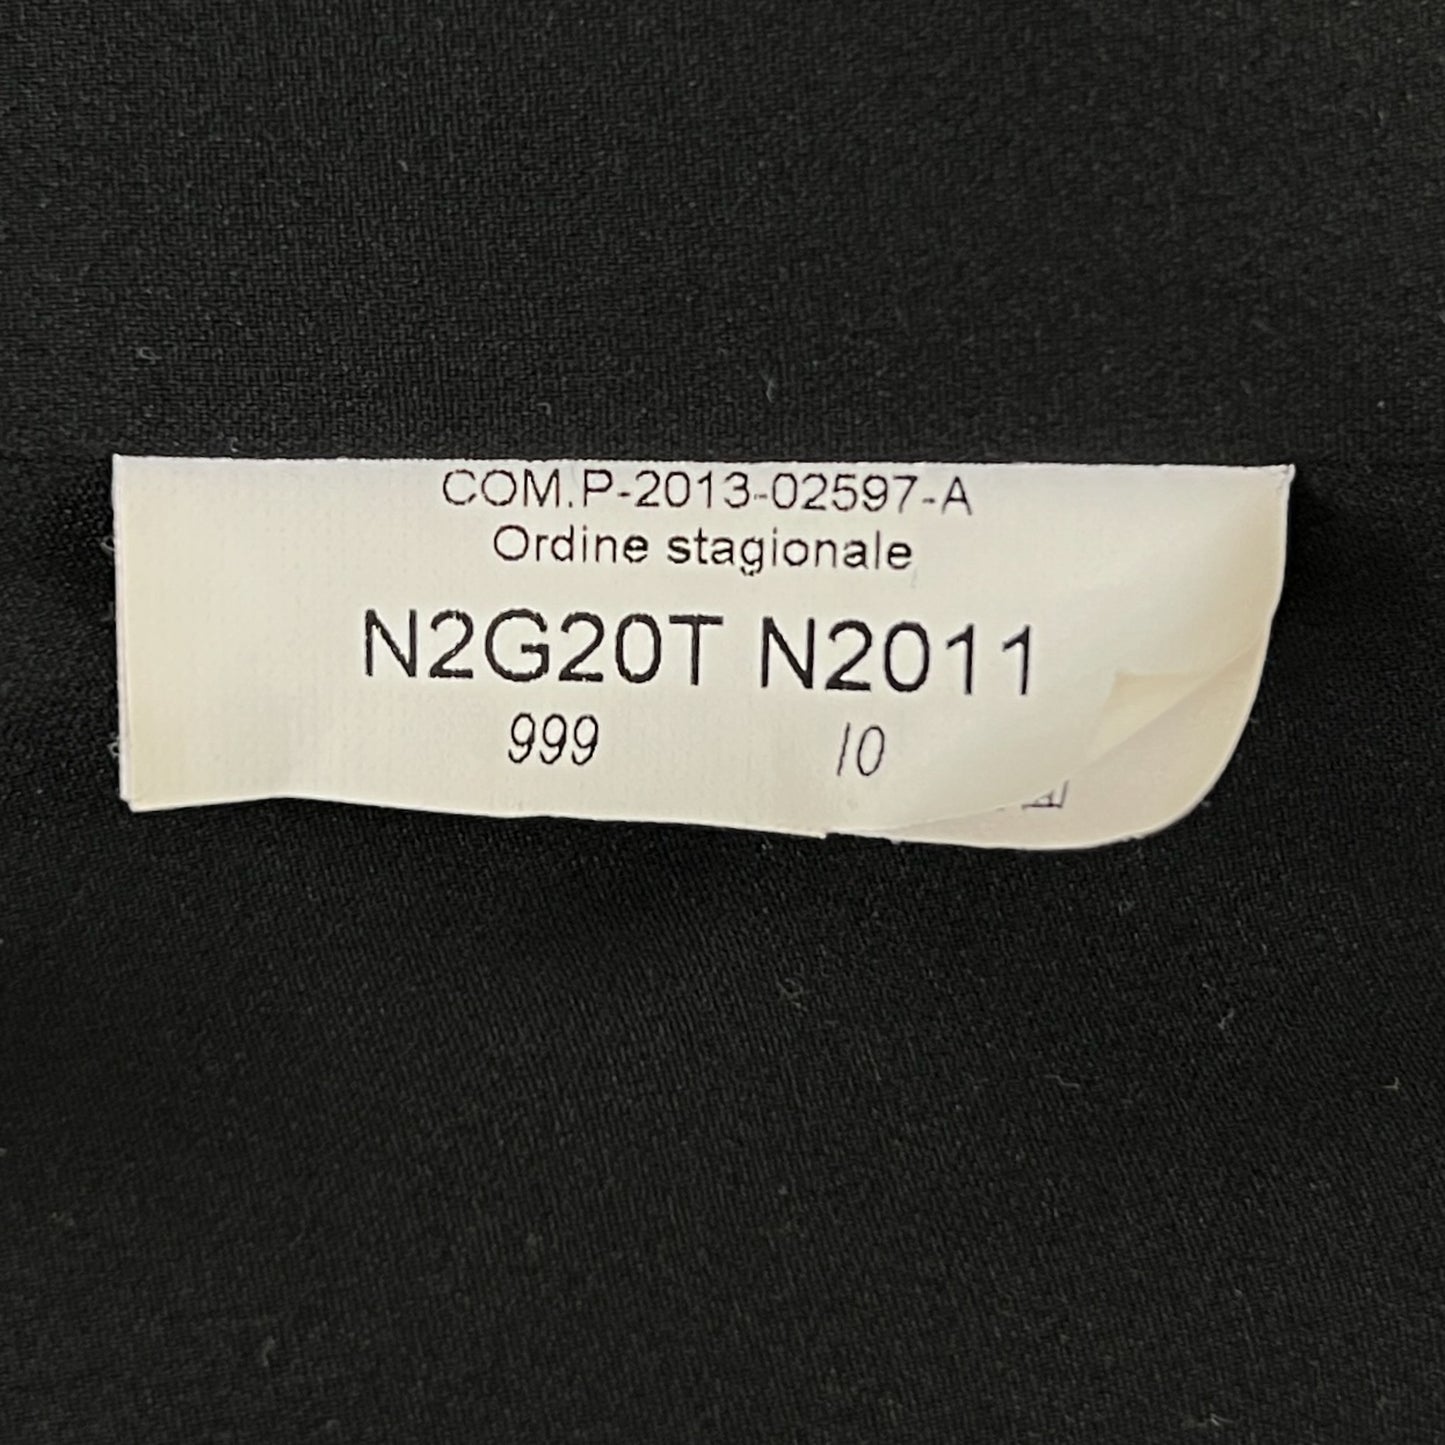 COM.P-2013-02597-A
Ordine stagionale
N2G20T N2011
999 10